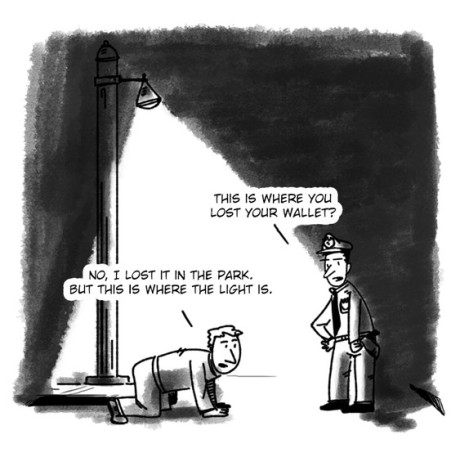 THIS IS WHERE YOU
LOST YOUR WALLET?
NO, I LOST IT IN THE PARK.
BUT THIS IS WHERE THE LIGHT IS.